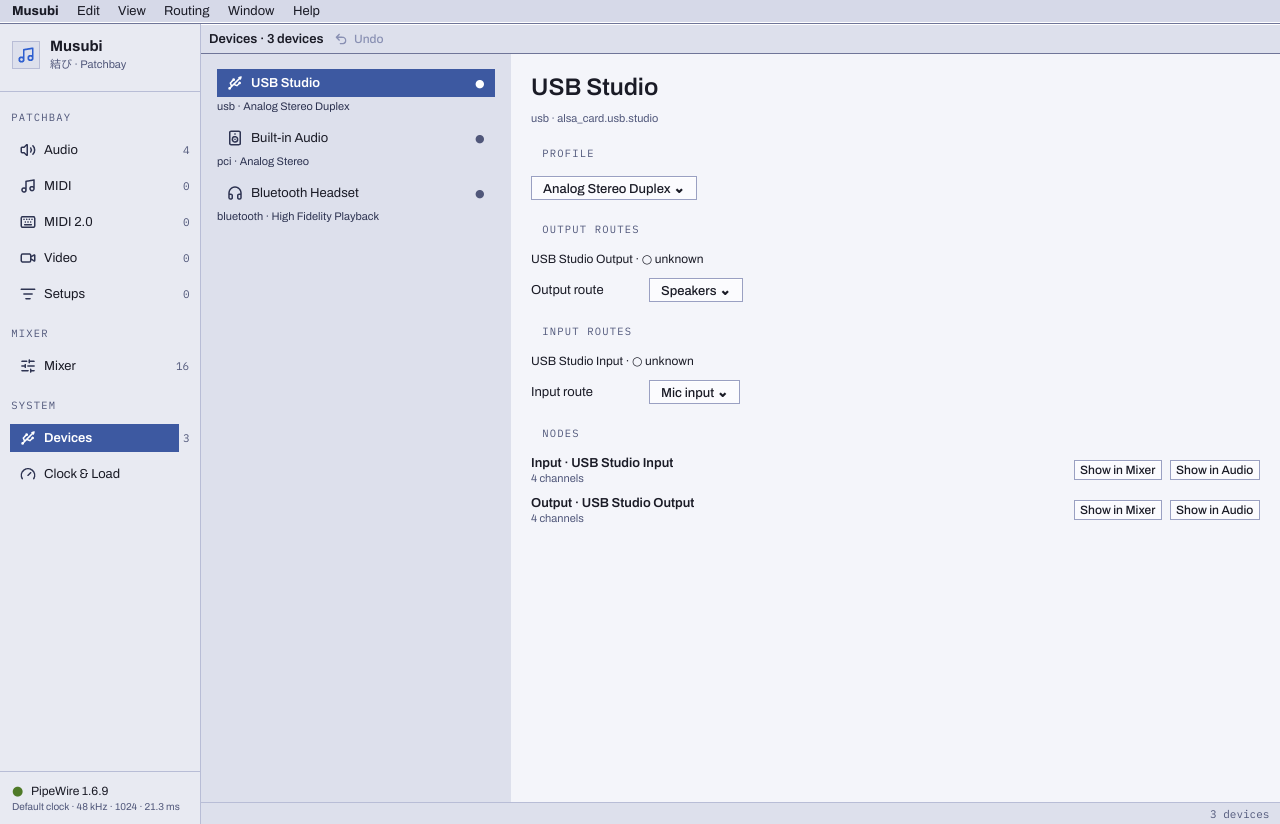 Musubi Edit View Routing Window Help
Musubi
結び · Patchbay
Devices · 3 devices Undo
PATCHBAY
Audio 4
MIDI 0
MIDI 2.0 0
Video 0
Setups 0
MIXER
Mixer 16
SYSTEM
Devices 3
Clock & Load
PipeWire 1.6.9
Default clock · 48 kHz · 1024 · 21.3 ms
USB Studio
usb · Analog Stereo Duplex
Built-in Audio
pci · Analog Stereo
Bluetooth Headset
bluetooth · High Fidelity Playback
USB Studio
usb · alsa_card.usb.studio
PROFILE
Analog Stereo Duplex
OUTPUT ROUTES
USB Studio Output · ○ unknown
Output route Speakers
INPUT ROUTES
USB Studio Input · ○ unknown
Input route Mic input
NODES
Input · USB Studio Input
4 channels
Show in Mixer Show in Audio
Output · USB Studio Output
4 channels
Show in Mixer Show in Audio
3 devices